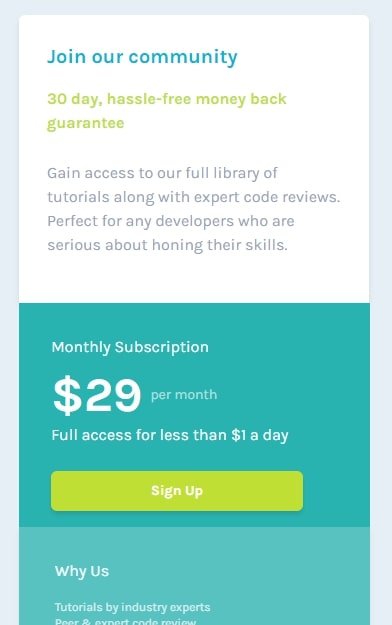 Join our community
30 day, hassle-free money back
guarantee
Gain access to our full library of
tutorials along with expert code reviews.
Perfect for any developers who are
serious about honing their skills.
Monthly Subscription
$29 per month
Full access for less than $1 a day
Sign Up
Why Us
Tutorials by industry experts
Peer & expert code review